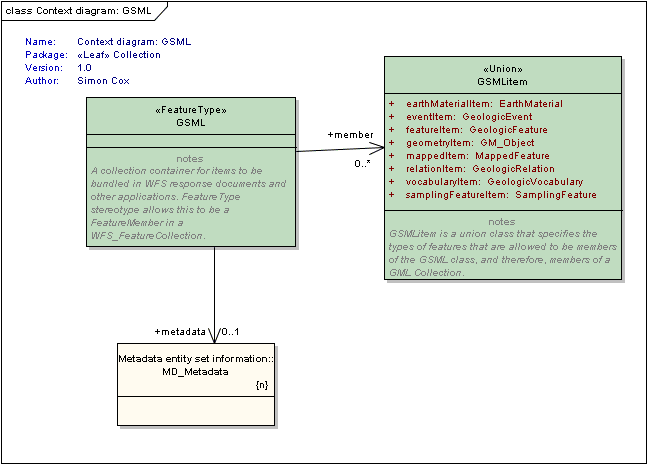 class Context diagram: GSML
Name: Context diagram: GSML
Package: «Leaf» Collection
Version: 1.0
Author: Simon Cox
«FeatureType»
GSML
notes
A collection container for items to be
bundled in WFS response documents and
other applications. FeatureType
stereotype allows this to be a
FeatureMember in a
WFS_FeatureCollection.
+member
0..*
«Union»
GSMLitem
+ earthMaterialItem: EarthMaterial
+ eventItem: GeologicEvent
+ featureItem: GeologicFeature
+ geometryItem: GM_Object
+ mappedItem: MappedFeature
+ relationItem: GeologicRelation
+ vocabularyItem: GeologicVocabulary
+ samplingFeatureItem: SamplingFeature
notes
GSMLitem is a union class that specifies the
types of features that are allowed to be members
of the GSML class, and therefore, members of a
GML Collection.
+metadata 0..1
Metadata entity set information::
MD_Metadata
{n}